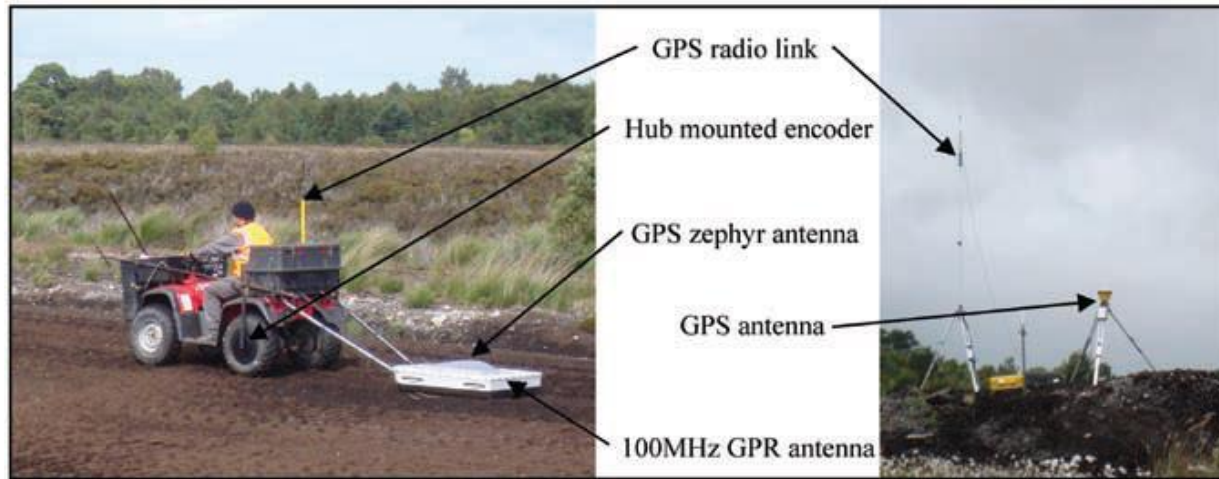 GPS radio link
Hub mounted encoder
GPS zephyr antenna
GPS antenna
100MHz GPR antenna